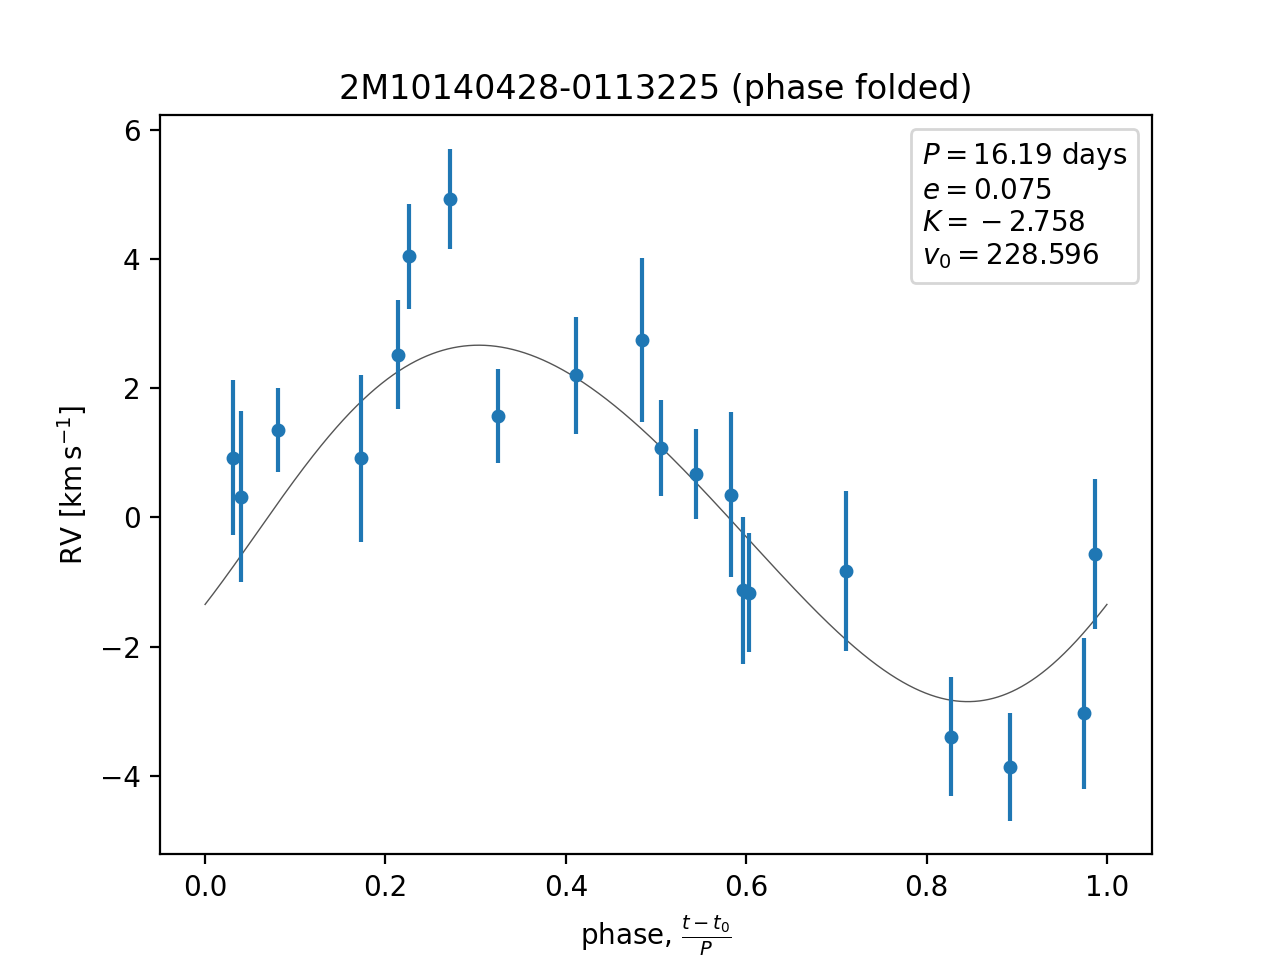 2M10140428-0113225 (phase folded)
P = 16.19 days
e = 0.075
K = −2.758
v₀ = 228.596
6
4
2
0
−2
−4
RV [km s⁻¹]
0.0 0.2 0.4 0.6 0.8 1.0
phase, (t − t₀)/P